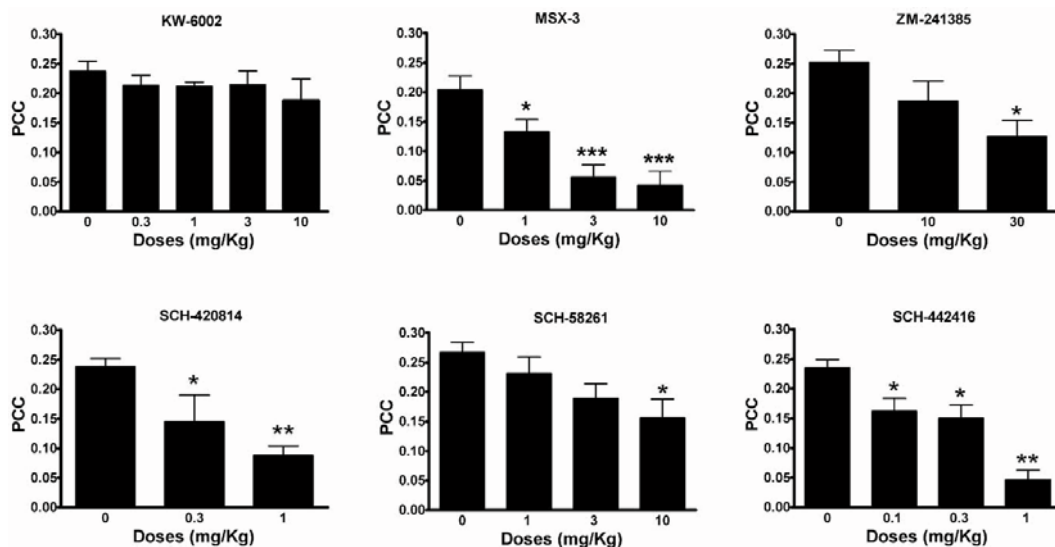 KW-6002
PCC
0.30
0.25
0.20
0.15
0.10
0.05
0.00
0 0.3 1 3 10
Doses (mg/Kg)
MSX-3
PCC
0.30
0.25
0.20
0.15
0.10
0.05
0.00
* *** ***
0 1 3 10
Doses (mg/Kg)
ZM-241385
PCC
0.30
0.25
0.20
0.15
0.10
0.05
0.00
*
0 10 30
Doses (mg/Kg)
SCH-420814
PCC
0.30
0.25
0.20
0.15
0.10
0.05
0.00
* **
0 0.3 1
Doses (mg/Kg)
SCH-58261
PCC
0.30
0.25
0.20
0.15
0.10
0.05
0.00
*
0 1 3 10
Doses (mg/Kg)
SCH-442416
PCC
0.30
0.25
0.20
0.15
0.10
0.05
0.00
* * **
0 0.1 0.3 1
Doses (mg/Kg)